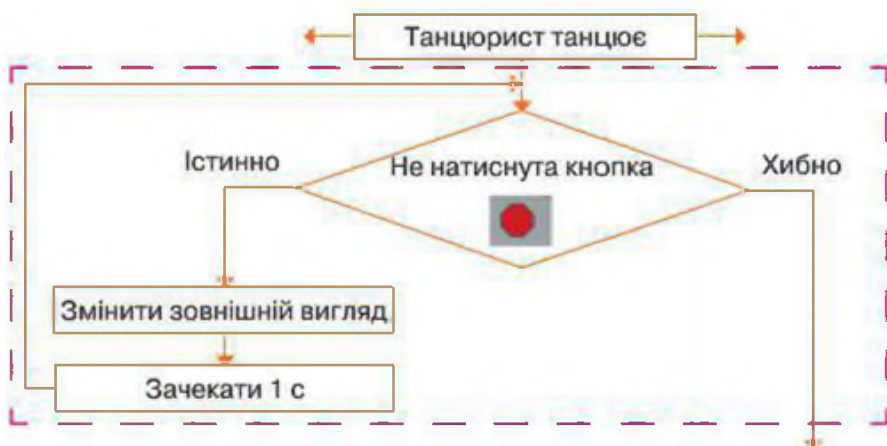 Танцюрист танцює
Істинно
Не натиснута кнопка
Хибно
Змінити зовнішній вигляд
Зачекати 1 с